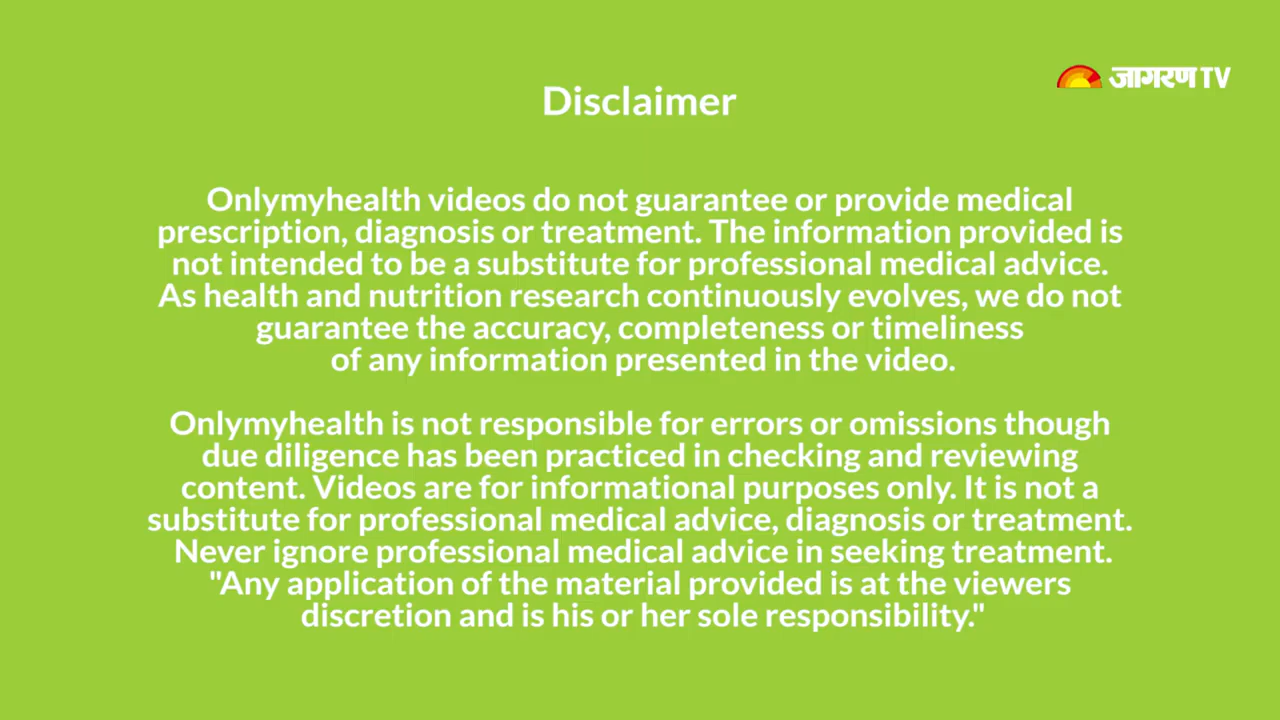 जागरण TV
Disclaimer
Onlymyhealth videos do not guarantee or provide medical
prescription, diagnosis or treatment. The information provided is
not intended to be a substitute for professional medical advice.
As health and nutrition research continuously evolves, we do not
guarantee the accuracy, completeness or timeliness
of any information presented in the video.
Onlymyhealth is not responsible for errors or omissions though
due diligence has been practiced in checking and reviewing
content. Videos are for informational purposes only. It is not a
substitute for professional medical advice, diagnosis or treatment.
Never ignore professional medical advice in seeking treatment.
"Any application of the material provided is at the viewers
discretion and is his or her sole responsibility."